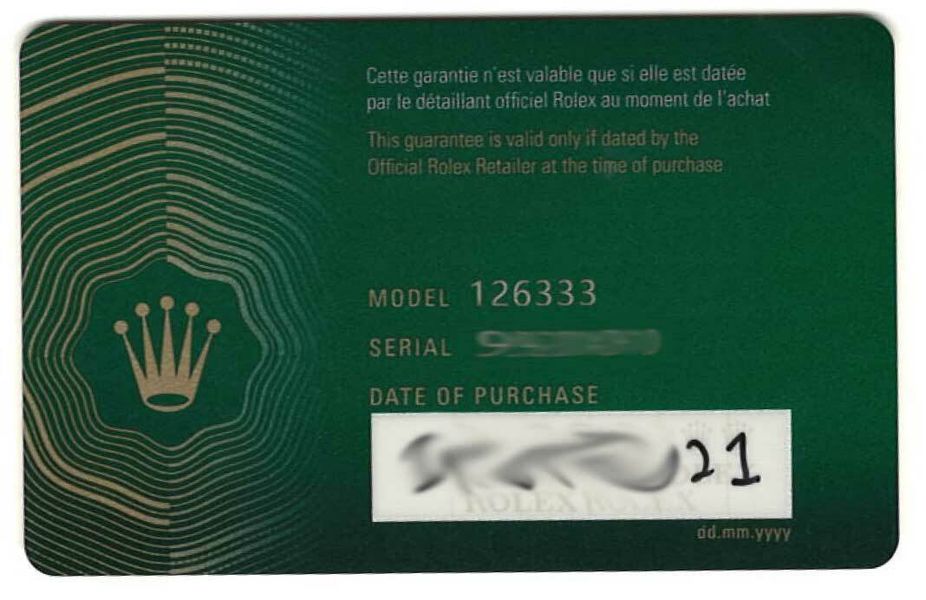 Cette garantie n'est valable que si elle est datée
par le détaillant officiel Rolex au moment de l'achat
This guarantee is valid only if dated by the
Official Rolex Retailer at the time of purchase
MODEL 126333
SERIAL
DATE OF PURCHASE
21
ROLEX ROLEX
dd.mm.yyyy